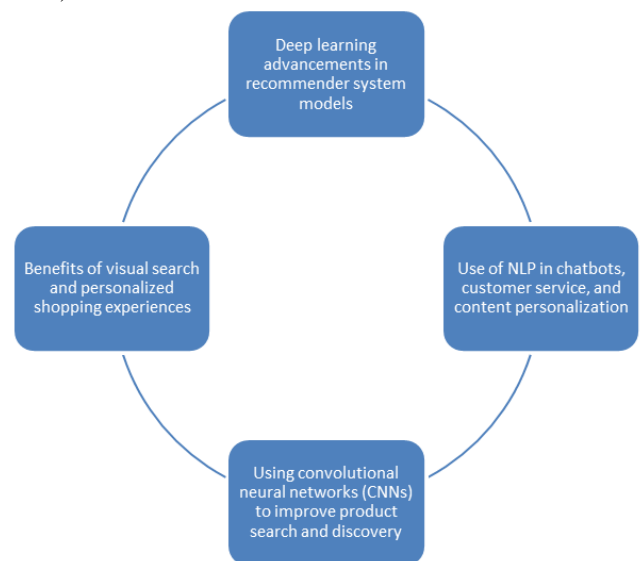 Deep learning
advancements in
recommender system
models
Benefits of visual search
and personalized
shopping experiences
Use of NLP in chatbots,
customer service, and
content personalization
Using convolutional
neural networks (CNNs)
to improve product
search and discovery